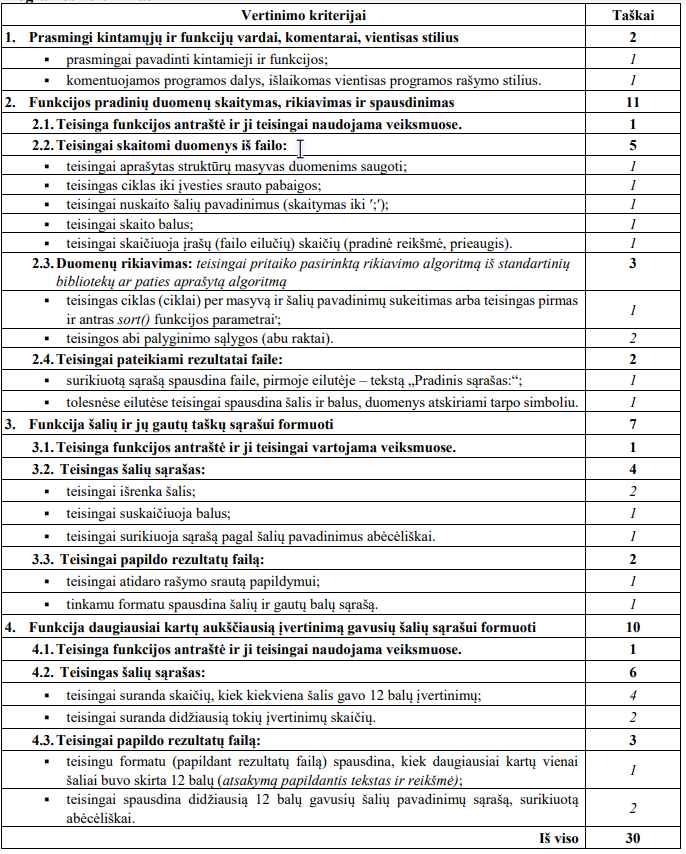 Vertinimo kriterijai Taškai
1. Prasmingi kintamųjų ir funkcijų vardai, komentarai, vientisas stilius 2
▪ prasmingai pavadinti kintamieji ir funkcijos; 1
▪ komentuojamos programos dalys, išlaikomas vientisas programos rašymo stilius. 1
2. Funkcijos pradinių duomenų skaitymas, rikiavimas ir spausdinimas 11
2.1. Teisinga funkcijos antraštė ir ji teisingai naudojama veiksmuose. 1
2.2. Teisingai skaitomi duomenys iš failo: 5
▪ teisingai aprašytas struktūrų masyvas duomenims saugoti; 1
▪ teisingas ciklas iki įvesties srauto pabaigos; 1
▪ teisingai nuskaito šalių pavadinimus (skaitymas iki ';'); 1
▪ teisingai skaito balus; 1
▪ teisingai skaičiuoja įrašų (failo eilučių) skaičių (pradinė reikšmė, prieaugis). 1
2.3. Duomenų rikiavimas: teisingai pritaiko pasirinktą rikiavimo algoritmą iš standartinių 3
bibliotekų ar paties aprašytą algoritmą
▪ teisingas ciklas (ciklai) per masyvą ir šalių pavadinimų sukeitimas arba teisingas pirmas 1
ir antras sort() funkcijos parametrai';
▪ teisingos abi palyginimo sąlygos (abu raktai). 2
2.4. Teisingai pateikiami rezultatai faile: 2
▪ surikiuotą sąrašą spausdina faile, pirmoje eilutėje – tekstą „Pradinis sąrašas:“; 1
▪ tolesnėse eilutėse teisingai spausdina šalis ir balus, duomenys atskiriami tarpo simboliu. 1
3. Funkcija šalių ir jų gautų taškų sąrašui formuoti 7
3.1. Teisinga funkcijos antraštė ir ji teisingai vartojama veiksmuose. 1
3.2. Teisingas šalių sąrašas: 4
▪ teisingai išrenka šalis; 2
▪ teisingai suskaičiuoja balus; 1
▪ teisingai surikiuoja sąrašą pagal šalių pavadinimus abėcėliškai. 1
3.3. Teisingai papildo rezultatų failą: 2
▪ teisingai atidaro rašymo srautą papildymui; 1
▪ tinkamu formatu spausdina šalių ir gautų balų sąrašą. 1
4. Funkcija daugiausiai kartų aukščiausią įvertinimą gavusių šalių sąrašui formuoti 10
4.1. Teisinga funkcijos antraštė ir ji teisingai naudojama veiksmuose. 1
4.2. Teisingas šalių sąrašas: 6
▪ teisingai suranda skaičių, kiek kiekviena šalis gavo 12 balų įvertinimų; 4
▪ teisingai suranda didžiausią tokių įvertinimų skaičių. 2
4.3. Teisingai papildo rezultatų failą: 3
▪ teisingu formatu (papildant rezultatų failą) spausdina, kiek daugiausiai kartų vienai 1
šaliai buvo skirta 12 balų (atsakymą papildantis tekstas ir reikšmė);
▪ teisingai spausdina didžiausią 12 balų gavusių šalių pavadinimų sąrašą, surikiuotą 2
abėcėliškai.
Iš viso 30